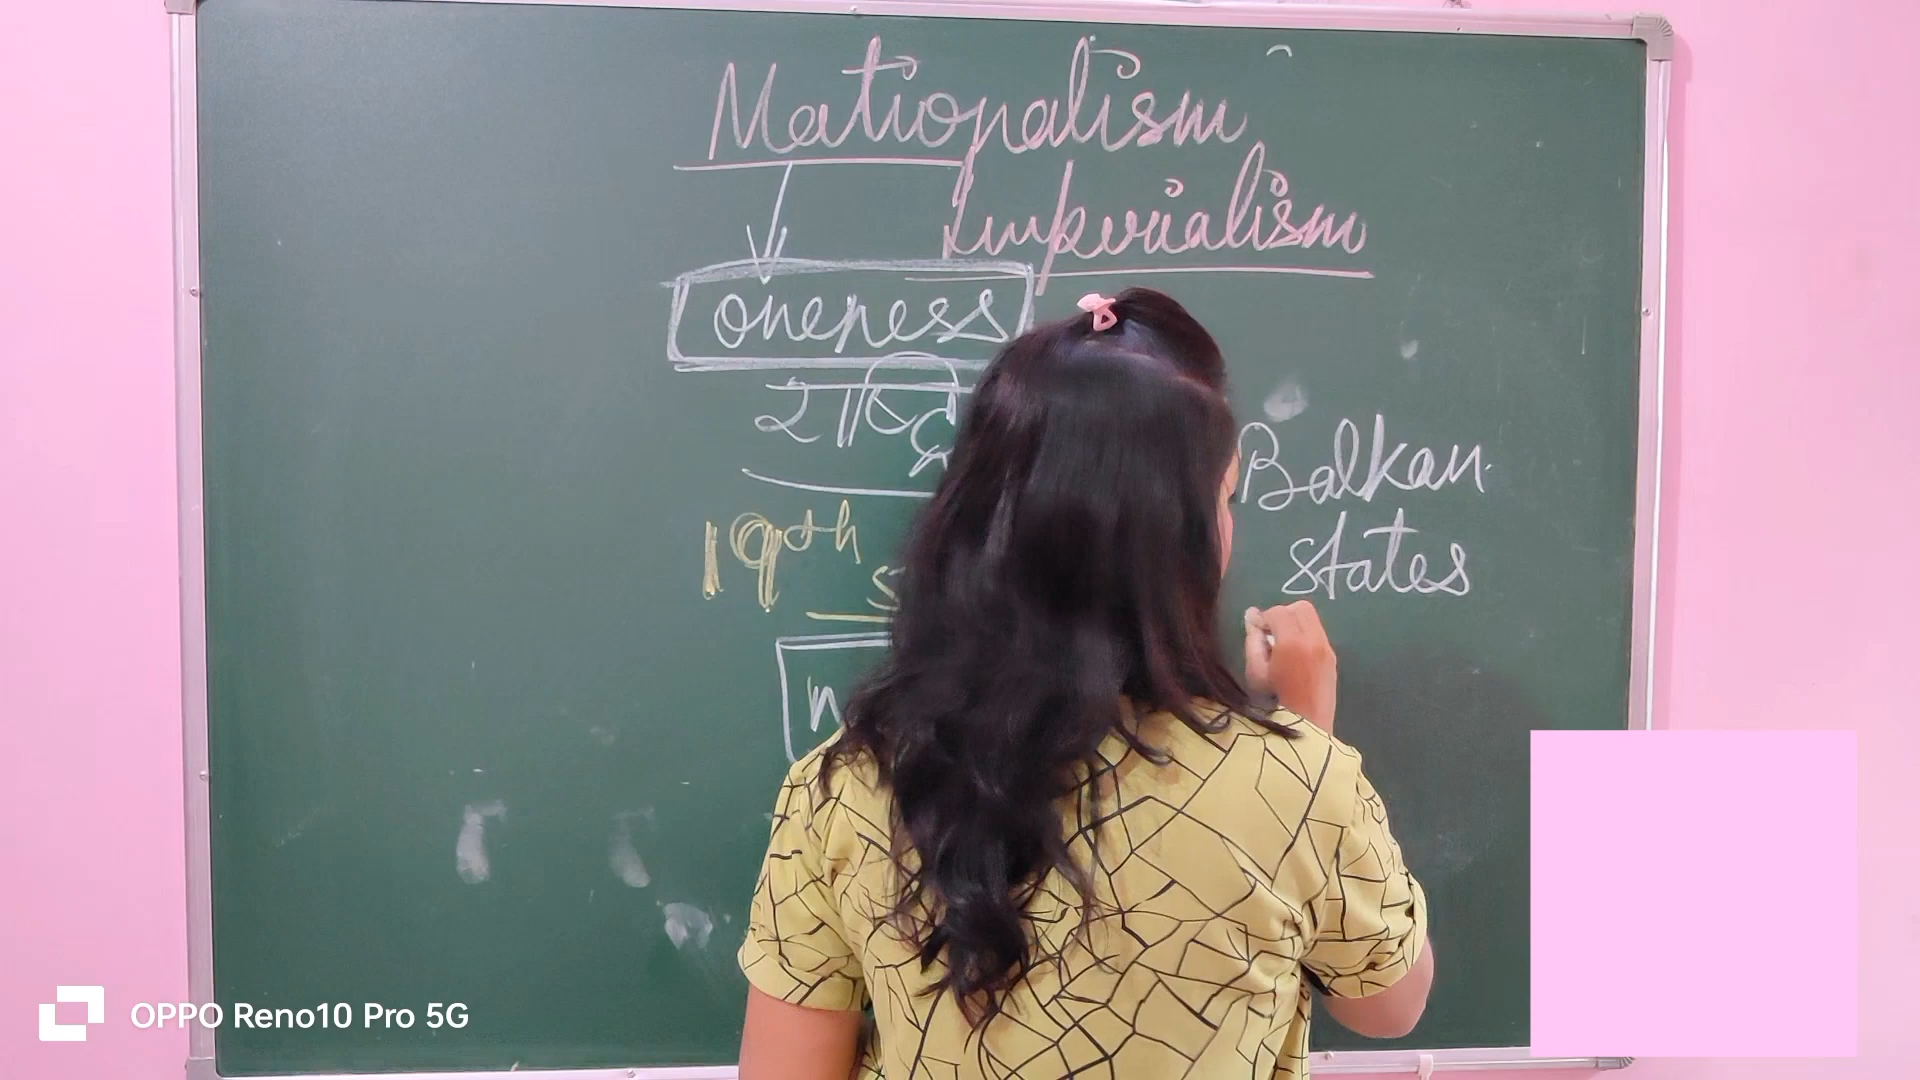 Nationalism
Imperialism
oneness
Balkan
19th
states
OPPO Reno10 Pro 5G